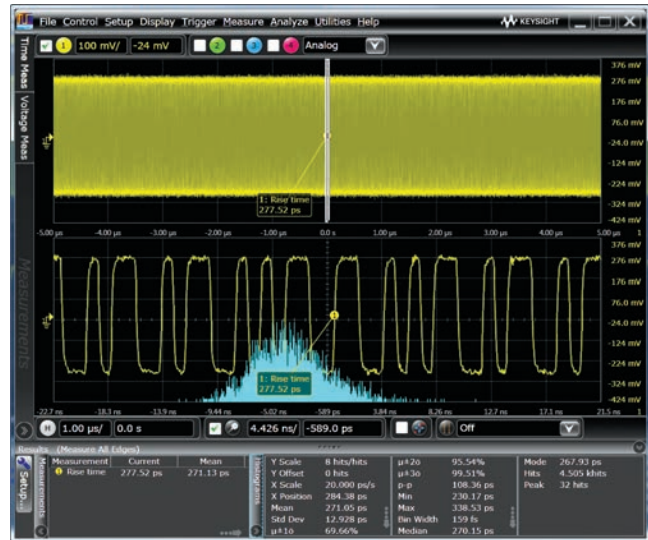 File Control Setup Display Trigger Measure Analyze Utilities Help KEYSIGHT
1 100 mV/ -24 mV 2 3 4 Analog
Time Meas
Voltage Meas
Measurements
376 mV
276 mV
176 mV
76.0 mV
-24.0 mV
-124 mV
-224 mV
-324 mV
-424 mV
1: Rise time
277.52 ps
-5.00 µs -4.00 µs -3.00 µs -2.00 µs -1.00 µs 0.0 s 1.00 µs 2.00 µs 3.00 µs 4.00 µs 5.00 µs 1
376 mV
276 mV
176 mV
76.0 mV
-24.0 mV
-124 mV
-224 mV
-324 mV
-424 mV
1
1: Rise time
277.52 ps
-22.7 ns -18.3 ns -13.9 ns -9.44 ns -5.02 ns -589 ps 3.84 ns 8.26 ns 12.7 ns 17.1 ns 21.5 ns 1
H 1.00 µs/ 0.0 s 4.426 ns/ -589.0 ps Off
Results (Measure All Edges)
Setup...
Measurements
Measurement Current Mean
Rise time 277.52 ps 271.13 ps
Histograms
Y Scale 8 hits/hits µ±2σ 95.54% Mode 267.93 ps
Y Offset 0 hits µ±3σ 99.51% Hits 4.505 khits
X Scale 20.000 ps/s p-p 108.36 ps Peak 32 hits
X Position 284.38 ps Min 230.17 ps
Mean 271.05 ps Max 338.53 ps
Std Dev 12.928 ps Bin Width 159 fs
µ±1σ 69.66% Median 270.15 ps